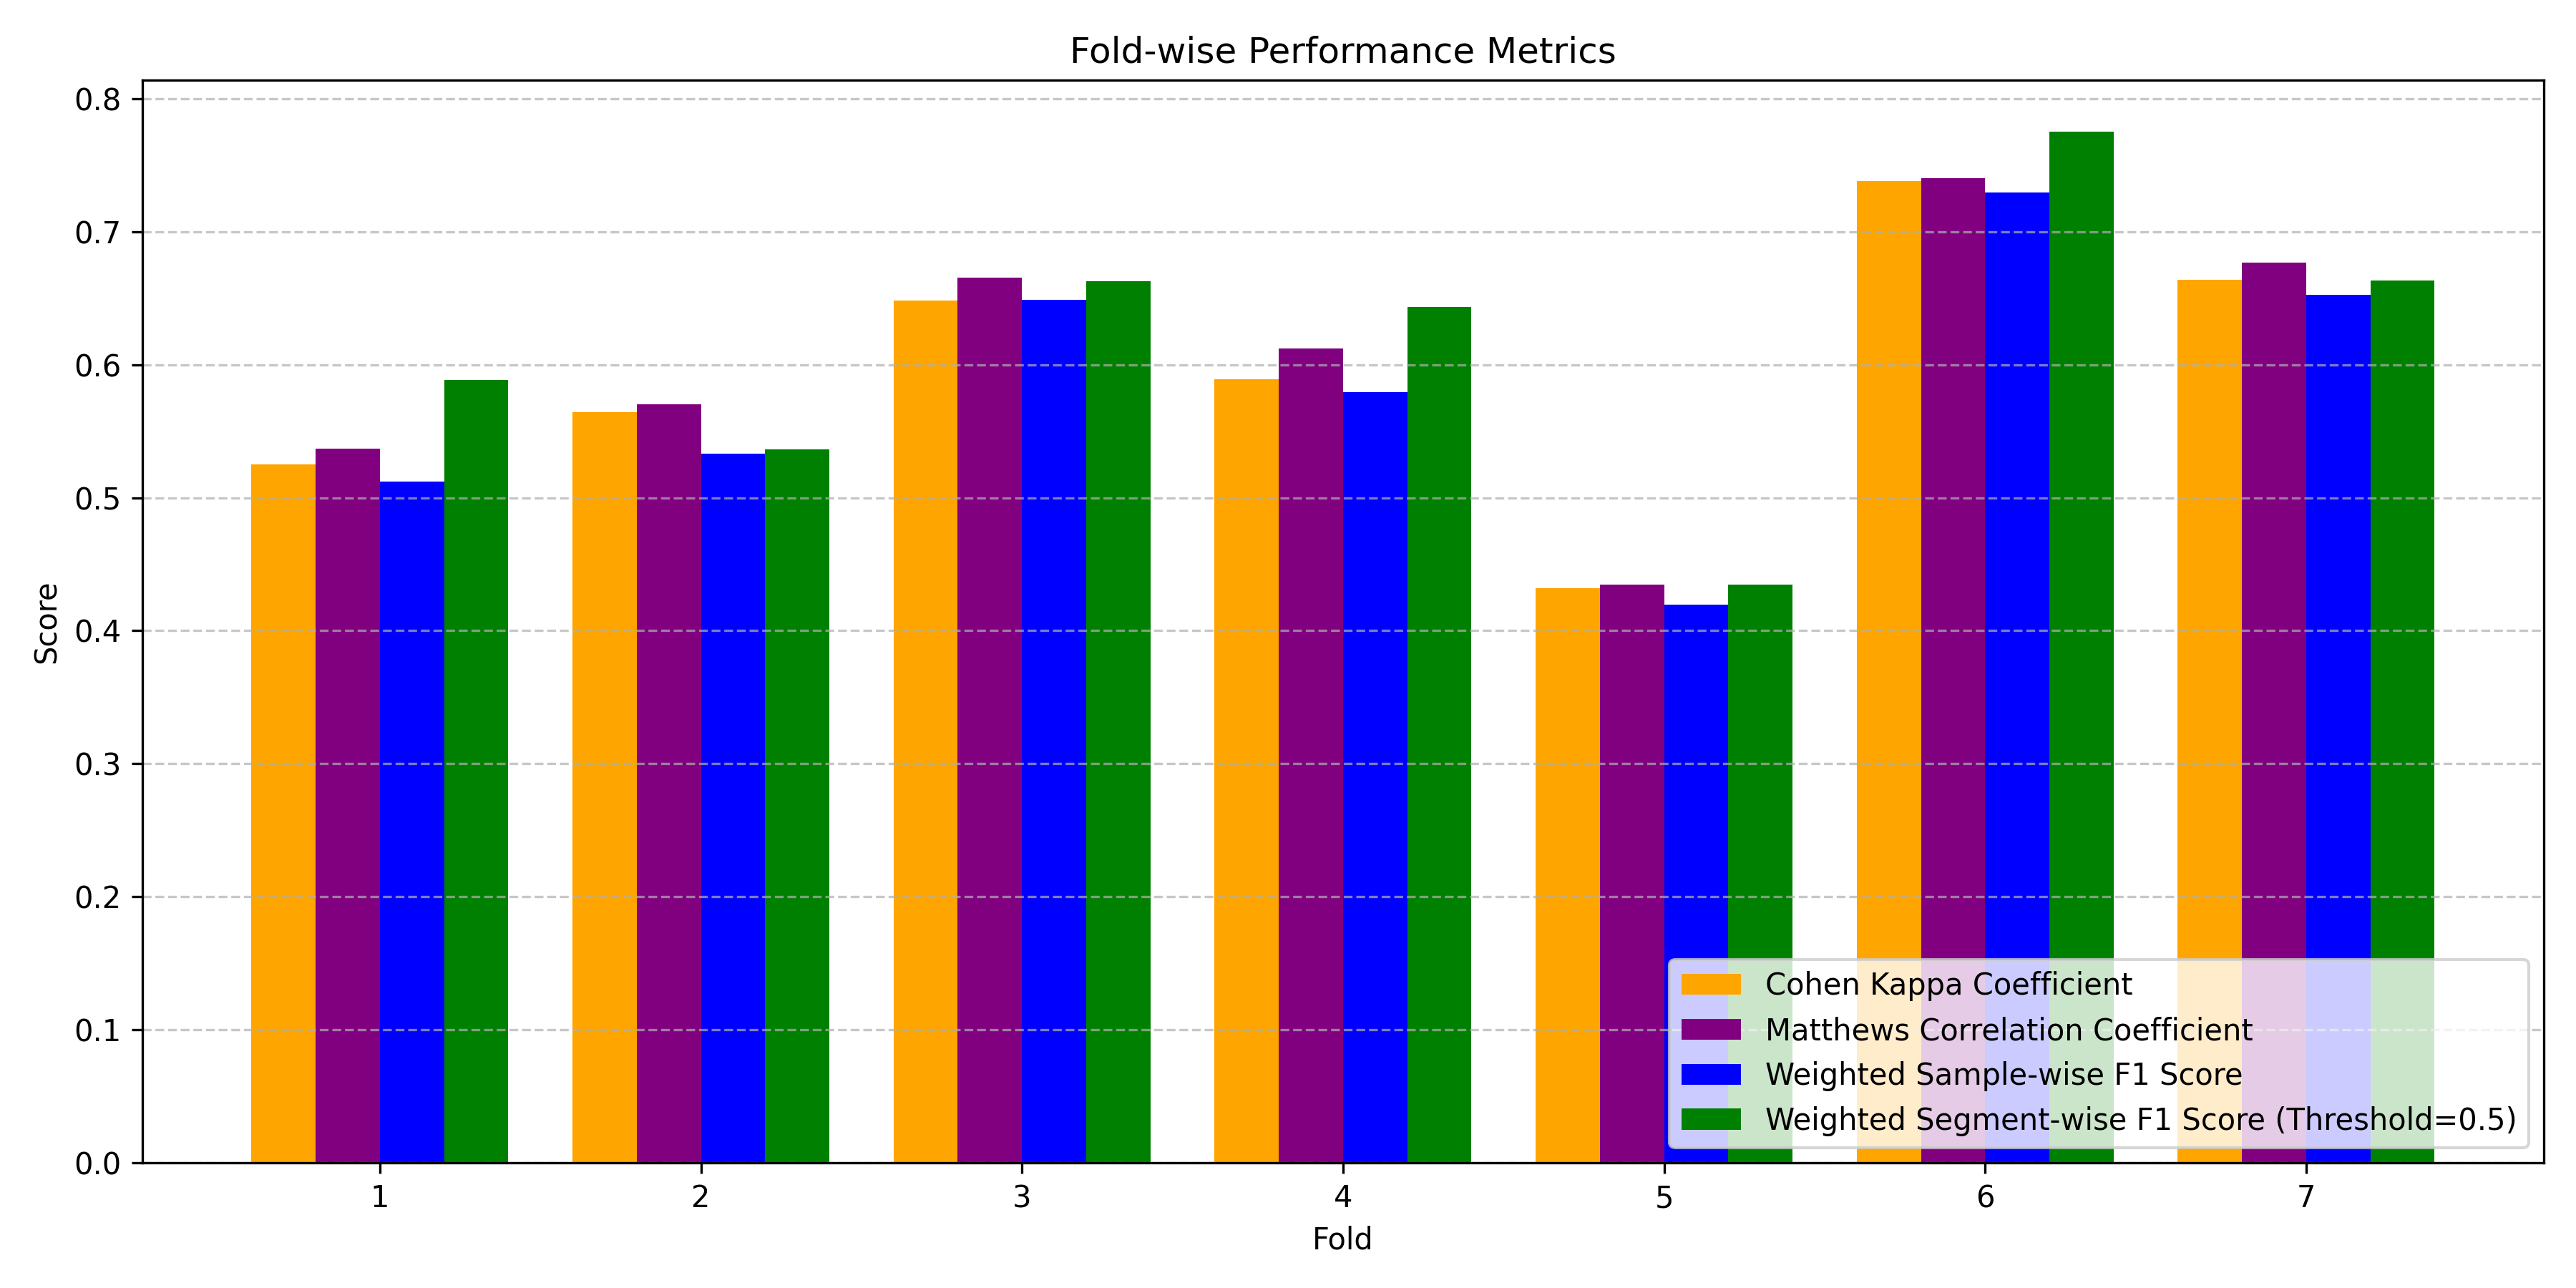 Fold-wise Performance Metrics
0.8
0.7
0.6
0.5
0.4
0.3
0.2
0.1
0.0
Score
1 2 3 4 5 6 7
Fold
Cohen Kappa Coefficient
Matthews Correlation Coefficient
Weighted Sample-wise F1 Score
Weighted Segment-wise F1 Score (Threshold=0.5)